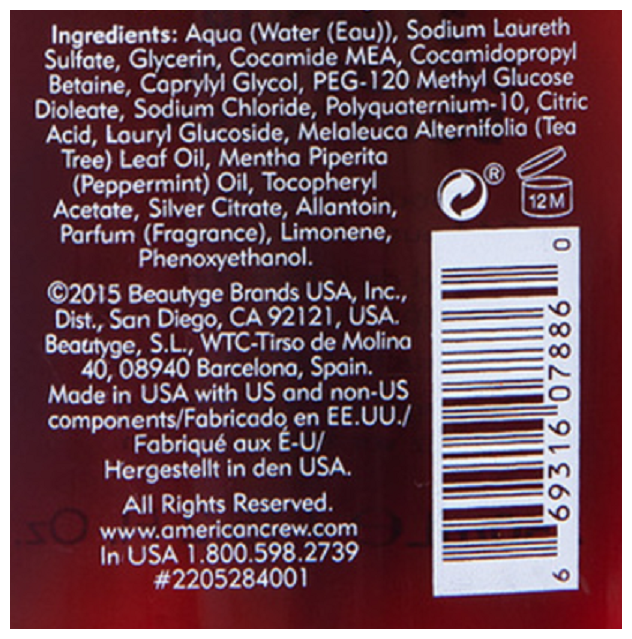 Ingredients: Aqua (Water (Eau)), Sodium Laureth
Sulfate, Glycerin, Cocamide MEA, Cocamidopropyl
Betaine, Caprylyl Glycol, PEG-120 Methyl Glucose
Dioleate, Sodium Chloride, Polyquaternium-10, Citric
Acid, Lauryl Glucoside, Melaleuca Alternifolia (Tea
Tree) Leaf Oil, Mentha Piperita
(Peppermint) Oil, Tocopheryl
Acetate, Silver Citrate, Allantoin,
Parfum (Fragrance), Limonene,
Phenoxyethanol.
®
12 M
©2015 Beautyge Brands USA, Inc.,
Dist., San Diego, CA 92121, USA.
Beautyge, S.L., WTC-Tirso de Molina
40, 08940 Barcelona, Spain.
Made in USA with US and non-US
components/Fabricado en EE.UU./
Fabriqué aux É-U/
Hergestellt in den USA.
All Rights Reserved.
www.americancrew.com
In USA 1.800.598.2739
#2205284001
6 69316 07886 0